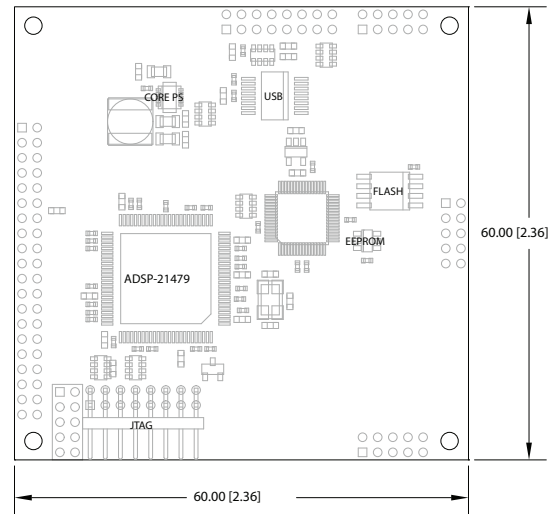 CORE PS
USB
FLASH
60.00 [2.36]
EEPROM
ADSP-21479
JTAG
60.00 [2.36]